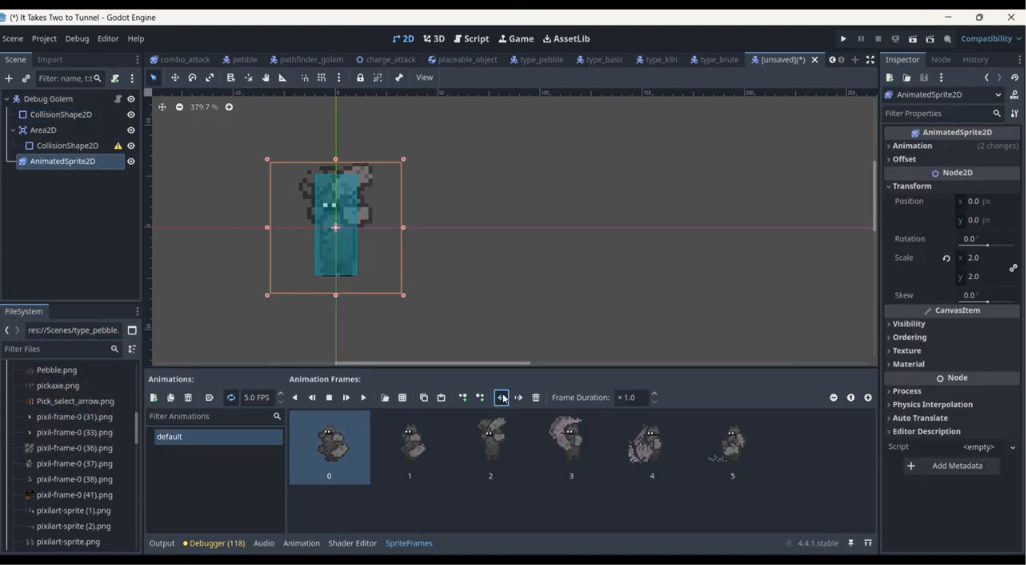 (*) It Takes Two to Tunnel - Godot Engine
Scene Project Debug Editor Help
2D 3D Script Game AssetLib
Compatibility
Scene Import
combo_attack pebble pathfinder_golem charge_attack placeable_object type_pebble type_basic type_kiln type_brute [unsaved](*)
Inspector Node History
Filter: name, t:t
View
AnimatedSprite2D
Debug Golem
379.7 %
Filter Properties
CollisionShape2D
AnimatedSprite2D
Area2D
Animation (2 changes)
CollisionShape2D
Offset
AnimatedSprite2D
Node2D
Transform
Position x 0.0 px
y 0.0 px
Rotation 0.0 °
Scale x 2.0
y 2.0
Skew 0.0 °
FileSystem
CanvasItem
res://Scenes/type_pebble.
Visibility
Filter Files
Ordering
Texture
Material
Pebble.png
Animations:
Animation Frames:
Node
pickaxe.png
Process
Pick_select_arrow.png
5.0 FPS
Frame Duration: × 1.0
Physics Interpolation
pixil-frame-0 (31).png
Filter Animations
Auto Translate
pixil-frame-0 (33).png
default
Editor Description
pixil-frame-0 (36).png
Script <empty>
pixil-frame-0 (37).png
Add Metadata
pixil-frame-0 (38).png
0 1 2 3 4 5
pixil-frame-0 (41).png
pixilart-sprite (1).png
pixilart-sprite (2).png
pixilart-sprite.png
Output Debugger (118) Audio Animation Shader Editor SpriteFrames
4.4.1.stable